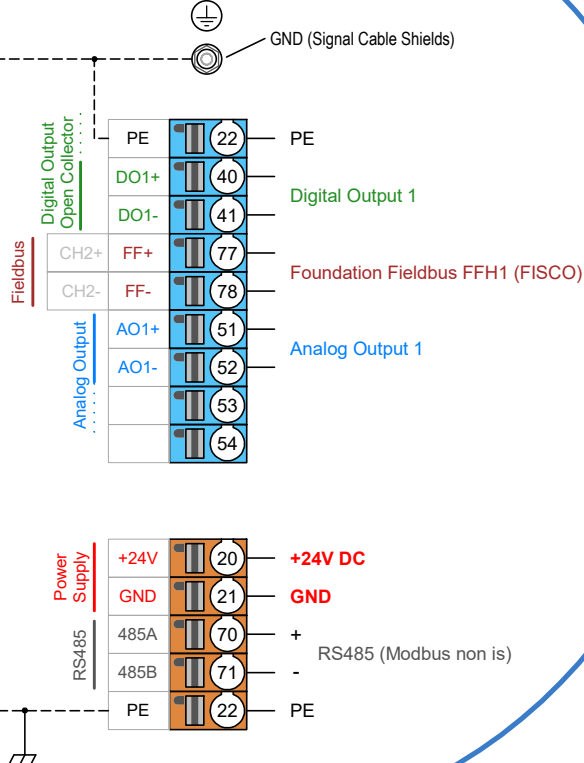 GND (Signal Cable Shields)
Digital Output
Open Collector
PE 22 PE
DO1+ 40
Digital Output 1
DO1- 41
Fieldbus
CH2+ FF+ 77
Foundation Fieldbus FFH1 (FISCO)
CH2- FF- 78
Analog Output
AO1+ 51
Analog Output 1
AO1- 52
53
54
Power
Supply
+24V 20 +24V DC
GND 21 GND
RS485
485A 70 +
RS485 (Modbus non is)
485B 71 -
PE 22 PE